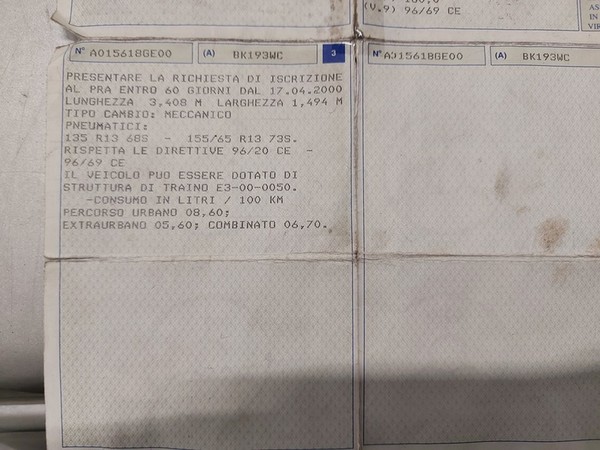 (V.9) 96/69 CE
AS
IN
VIR
N° A015618GE00 (A) BK193WC 3
PRESENTARE LA RICHIESTA DI ISCRIZIONE
AL PRA ENTRO 60 GIORNI DAL 17.04.2000
LUNGHEZZA 3,408 M LARGHEZZA 1,494 M
TIPO CAMBIO: MECCANICO
PNEUMATICI:
135 R13 68S - 155/65 R13 73S.
RISPETTA LE DIRETTIVE 96/20 CE -
96/69 CE
IL VEICOLO PUO ESSERE DOTATO DI
STRUTTURA DI TRAINO E3-00-0050.
-CONSUMO IN LITRI / 100 KM
PERCORSO URBANO 08,60;
EXTRAURBANO 05,60; COMBINATO 06,70.
N° A015618GE00 (A) BK193WC